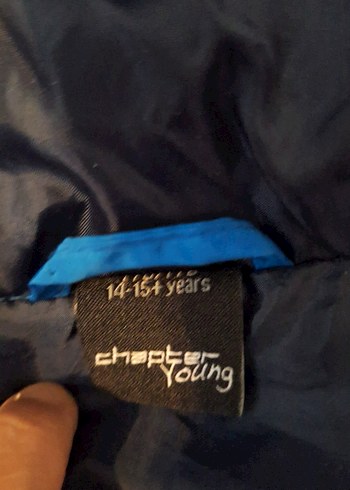 14-15+ years
chapter
Young